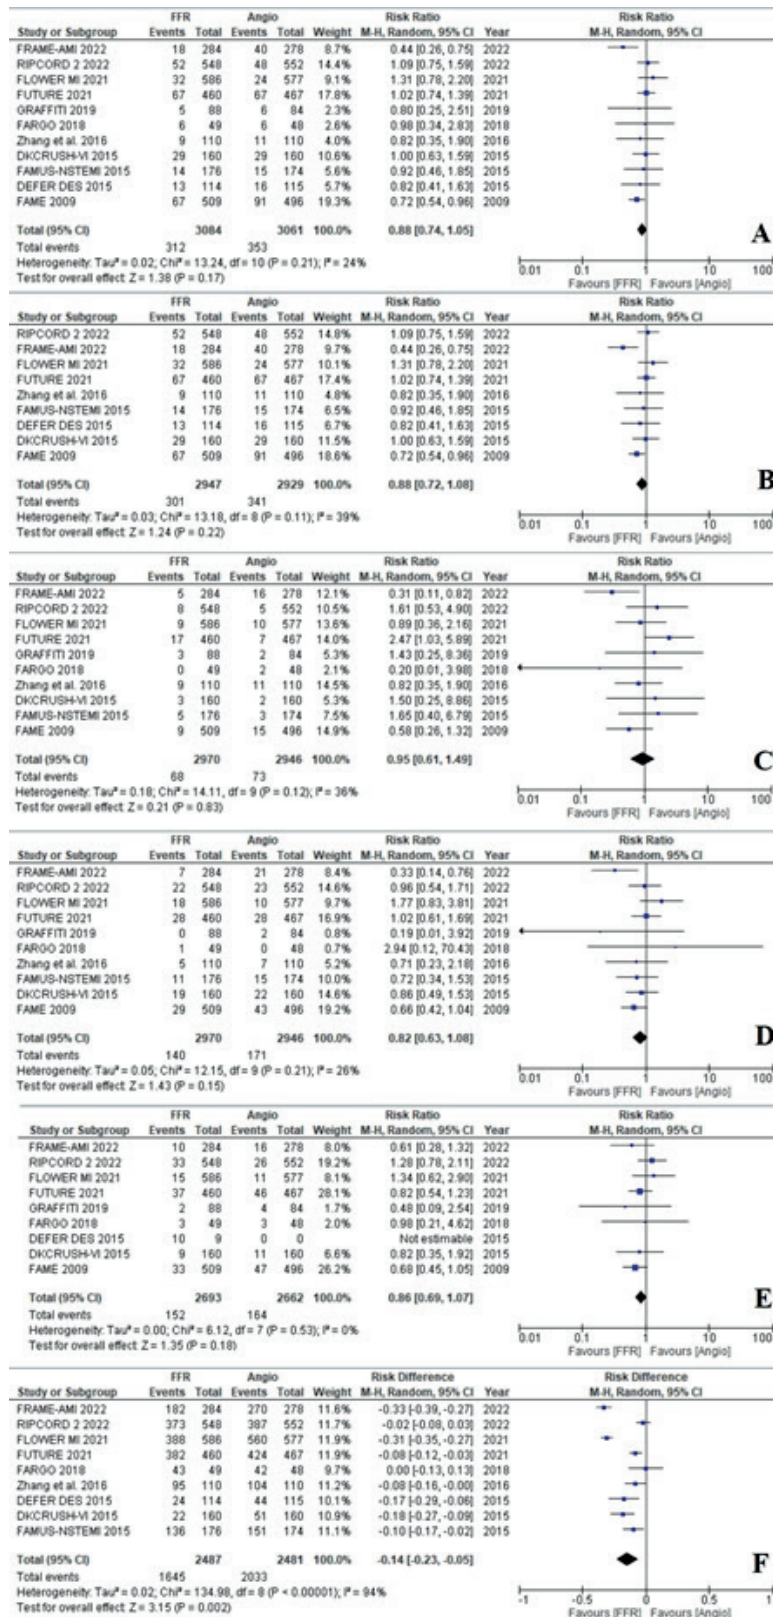 FFR Angio Risk Ratio Risk Ratio
Study or Subgroup Events Total Events Total Weight M-H, Random, 95% CI Year M-H, Random, 95% CI
FRAME-AMI 2022 18 284 40 278 8.7% 0.44 [0.26, 0.75] 2022
RIPCORD 2 2022 52 548 48 552 14.4% 1.09 [0.75, 1.59] 2022
FLOWER MI 2021 32 586 24 577 9.2% 1.31 [0.78, 2.20] 2021
FUTURE 2021 67 460 67 467 17.8% 1.02 [0.74, 1.39] 2021
GRAFFITI 2019 5 88 6 84 2.3% 0.80 [0.25, 2.51] 2019
FARGO 2018 6 49 6 48 2.6% 0.98 [0.34, 2.83] 2018
Zhang et al. 2016 9 110 11 110 4.2% 0.82 [0.35, 1.90] 2016
DKCRUSH-VI 2015 29 160 29 160 10.3% 1.00 [0.63, 1.59] 2015
FAMUS-NSTEMI 2015 14 176 15 174 5.9% 0.92 [0.46, 1.85] 2015
DEFER DES 2015 13 114 16 115 5.7% 0.82 [0.41, 1.63] 2015
FAME 2009 67 509 91 496 19.3% 0.72 [0.54, 0.96] 2009
Total (95% CI) 3084 3061 100.0% 0.88 [0.74, 1.05]
A
Total events 312 353
Heterogeneity: Tau² = 0.02; Chi² = 13.24, df = 10 (P = 0.21); I² = 24%
Test for overall effect: Z = 1.38 (P = 0.17)
0.01 0.1 1 10 100
Favours [FFR] Favours [Angio]
FFR Angio Risk Ratio Risk Ratio
Study or Subgroup Events Total Events Total Weight M-H, Random, 95% CI Year M-H, Random, 95% CI
RIPCORD 2 2022 52 548 48 552 14.8% 1.09 [0.75, 1.59] 2022
FRAME-AMI 2022 18 284 40 278 9.7% 0.44 [0.26, 0.75] 2022
FLOWER MI 2021 32 586 24 577 10.1% 1.31 [0.78, 2.20] 2021
FUTURE 2021 67 460 67 467 17.4% 1.02 [0.74, 1.39] 2021
Zhang et al. 2016 9 110 11 110 5.0% 0.82 [0.35, 1.90] 2016
FAMUS-NSTEMI 2015 14 176 15 174 6.8% 0.92 [0.46, 1.85] 2015
DEFER DES 2015 13 114 16 115 6.6% 0.82 [0.41, 1.63] 2015
DKCRUSH-VI 2015 29 160 29 160 11.2% 1.00 [0.63, 1.59] 2015
FAME 2009 67 509 91 496 18.6% 0.72 [0.54, 0.96] 2009
Total (95% CI) 2947 2929 100.0% 0.88 [0.72, 1.08]
B
Total events 301 341
Heterogeneity: Tau² = 0.03; Chi² = 13.18, df = 8 (P = 0.11); I² = 39%
Test for overall effect: Z = 1.24 (P = 0.22)
0.01 0.1 1 10 100
Favours [FFR] Favours [Angio]
FFR Angio Risk Ratio Risk Ratio
Study or Subgroup Events Total Events Total Weight M-H, Random, 95% CI Year M-H, Random, 95% CI
FRAME-AMI 2022 5 284 16 278 12.1% 0.31 [0.11, 0.82] 2022
RIPCORD 2 2022 8 548 5 552 10.6% 1.61 [0.53, 4.90] 2022
FLOWER MI 2021 9 586 10 577 13.6% 0.89 [0.36, 2.16] 2021
FUTURE 2021 17 460 7 467 14.0% 2.47 [1.03, 5.89] 2021
GRAFFITI 2019 3 88 2 84 5.3% 1.43 [0.25, 8.36] 2019
FARGO 2018 0 49 2 48 2.1% 0.20 [0.01, 3.98] 2018
Zhang et al. 2016 9 110 11 110 14.5% 0.82 [0.35, 1.90] 2016
DKCRUSH-VI 2015 3 160 2 160 5.3% 1.50 [0.25, 8.86] 2015
FAMUS-NSTEMI 2015 5 176 3 174 7.5% 1.65 [0.40, 6.79] 2015
FAME 2009 9 509 15 496 14.9% 0.58 [0.26, 1.32] 2009
Total (95% CI) 2970 2946 100.0% 0.95 [0.61, 1.49]
C
Total events 68 73
Heterogeneity: Tau² = 0.18; Chi² = 14.11, df = 9 (P = 0.12); I² = 36%
Test for overall effect: Z = 0.21 (P = 0.83)
0.01 0.1 1 10 100
Favours [FFR] Favours [Angio]
FFR Angio Risk Ratio Risk Ratio
Study or Subgroup Events Total Events Total Weight M-H, Random, 95% CI Year M-H, Random, 95% CI
FRAME-AMI 2022 7 284 21 278 8.4% 0.33 [0.14, 0.76] 2022
RIPCORD 2 2022 22 548 23 552 14.1% 0.96 [0.54, 1.71] 2022
FLOWER MI 2021 18 586 10 577 9.7% 1.77 [0.83, 3.81] 2021
FUTURE 2021 28 460 28 467 16.9% 1.02 [0.61, 1.69] 2021
GRAFFITI 2019 0 88 2 84 0.8% 0.19 [0.01, 3.92] 2019
FARGO 2018 1 49 0 48 0.7% 2.94 [0.12, 70.43] 2018
Zhang et al. 2016 5 110 7 110 5.2% 0.71 [0.23, 2.18] 2016
FAMUS-NSTEMI 2015 11 176 15 174 10.0% 0.72 [0.34, 1.53] 2015
DKCRUSH-VI 2015 19 160 22 160 14.6% 0.86 [0.49, 1.53] 2015
FAME 2009 29 509 43 496 19.2% 0.66 [0.42, 1.04] 2009
Total (95% CI) 2970 2946 100.0% 0.82 [0.63, 1.08]
D
Total events 140 171
Heterogeneity: Tau² = 0.05; Chi² = 12.15, df = 9 (P = 0.21); I² = 26%
Test for overall effect: Z = 1.43 (P = 0.15)
0.01 0.1 1 10 100
Favours [FFR] Favours [Angio]
FFR Angio Risk Ratio Risk Ratio
Study or Subgroup Events Total Events Total Weight M-H, Random, 95% CI Year M-H, Random, 95% CI
FRAME-AMI 2022 10 284 16 278 8.0% 0.61 [0.28, 1.32] 2022
RIPCORD 2 2022 33 548 26 552 19.2% 1.28 [0.78, 2.11] 2022
FLOWER MI 2021 15 586 11 577 8.2% 1.34 [0.62, 2.90] 2021
FUTURE 2021 37 460 46 467 28.1% 0.82 [0.54, 1.23] 2021
GRAFFITI 2019 2 88 4 84 1.7% 0.48 [0.09, 2.54] 2019
FARGO 2018 3 49 3 48 2.0% 0.98 [0.21, 4.62] 2018
DEFER DES 2015 10 9 0 0 Not estimable 2015
DKCRUSH-VI 2015 9 160 11 160 6.6% 0.82 [0.35, 1.92] 2015
FAME 2009 33 509 47 496 26.2% 0.68 [0.45, 1.05] 2009
Total (95% CI) 2693 2662 100.0% 0.86 [0.69, 1.07]
E
Total events 152 164
Heterogeneity: Tau² = 0.00; Chi² = 6.12, df = 7 (P = 0.53); I² = 0%
Test for overall effect: Z = 1.35 (P = 0.18)
0.01 0.1 1 10 100
Favours [FFR] Favours [Angio]
FFR Angio Risk Difference Risk Difference
Study or Subgroup Events Total Events Total Weight M-H, Random, 95% CI Year M-H, Random, 95% CI
FRAME-AMI 2022 182 284 270 278 11.6% -0.33 [-0.39, -0.27] 2022
RIPCORD 2 2022 373 548 387 552 11.7% -0.02 [-0.08, 0.03] 2022
FLOWER MI 2021 388 586 560 577 11.9% -0.31 [-0.35, -0.27] 2021
FUTURE 2021 382 460 424 467 11.9% -0.08 [-0.12, -0.03] 2021
FARGO 2018 43 49 42 48 9.7% 0.00 [-0.13, 0.13] 2018
Zhang et al. 2016 95 110 104 110 11.2% -0.08 [-0.16, -0.00] 2016
DEFER DES 2015 24 114 44 115 10.0% -0.17 [-0.29, -0.06] 2015
DKCRUSH-VI 2015 22 160 51 160 10.9% -0.18 [-0.27, -0.09] 2015
FAMUS-NSTEMI 2015 136 176 151 174 11.1% -0.10 [-0.17, -0.02] 2015
Total (95% CI) 2487 2481 100.0% -0.14 [-0.23, -0.05]
F
Total events 1645 2033
Heterogeneity: Tau² = 0.02; Chi² = 134.98, df = 8 (P < 0.00001); I² = 94%
Test for overall effect: Z = 3.15 (P = 0.002)
-1 -0.5 0 0.5 1
Favours [FFR] Favours [Angio]